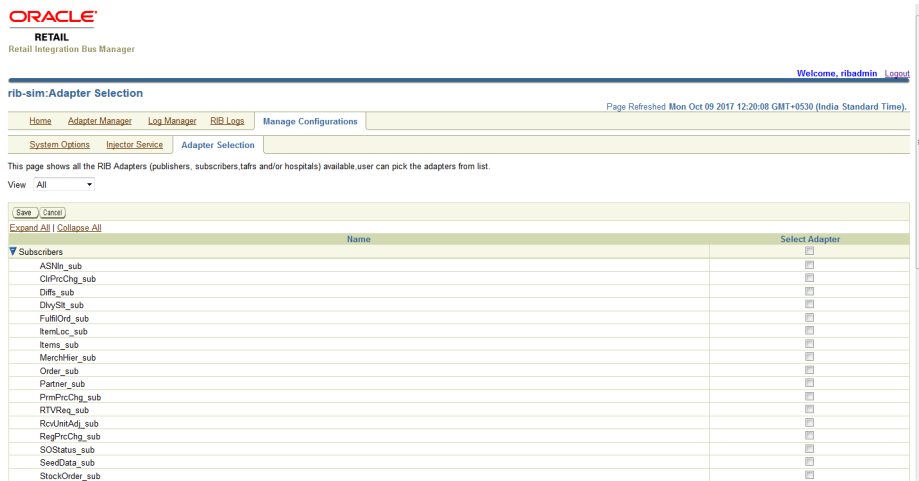 ORACLE
RETAIL
Retail Integration Bus Manager
Welcome, ribadmin Logout
rib-sim:Adapter Selection
Page Refreshed Mon Oct 09 2017 12:20:08 GMT+0530 (India Standard Time).
Home Adapter Manager Log Manager RIB Logs Manage Configurations
System Options Injector Service Adapter Selection
This page shows all the RIB Adapters (publishers, subscribers,tafrs and/or hospitals) available,user can pick the adapters from list.
View All
Save Cancel
Expand All | Collapse All
Name Select Adapter
Subscribers
ASNIn_sub
ClrPrcChg_sub
Diffs_sub
DlvySlt_sub
FulfilOrd_sub
ItemLoc_sub
Items_sub
MerchHier_sub
Order_sub
Partner_sub
PrmPrcChg_sub
RTVReq_sub
RcvUnitAdj_sub
RegPrcChg_sub
SOStatus_sub
SeedData_sub
StockOrder_sub